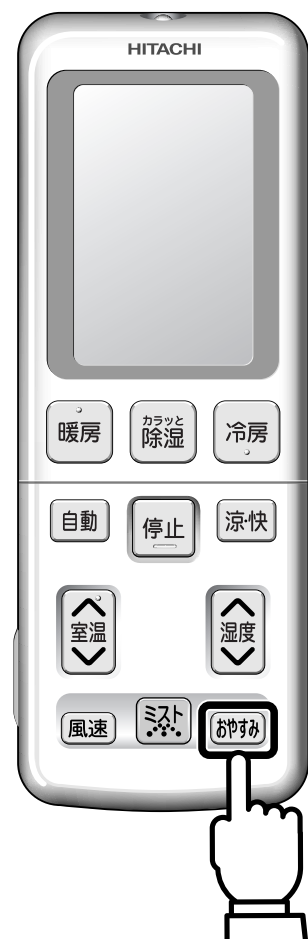 HITACHI
暖房
カラッと
除湿
冷房
自動
停止
涼・快
室温
湿度
風速
ミスト
おやすみ